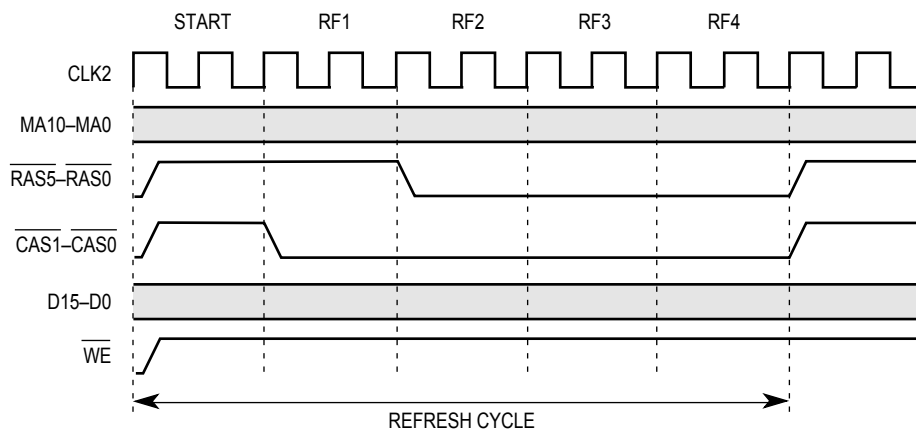 START RF1 RF2 RF3 RF4
CLK2
MA10–MA0
RAS5–RAS0
CAS1–CAS0
D15–D0
WE
REFRESH CYCLE